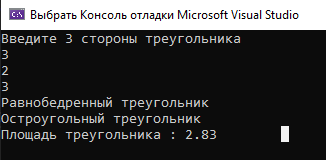 Выбрать Консоль отладки Microsoft Visual Studio
Введите 3 стороны треугольника
3
2
3
Равнобедренный треугольник
Остроугольный треугольник
Площадь треугольника : 2.83